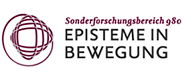 Sonderforschungsbereich 980
EPISTEME IN
BEWEGUNG